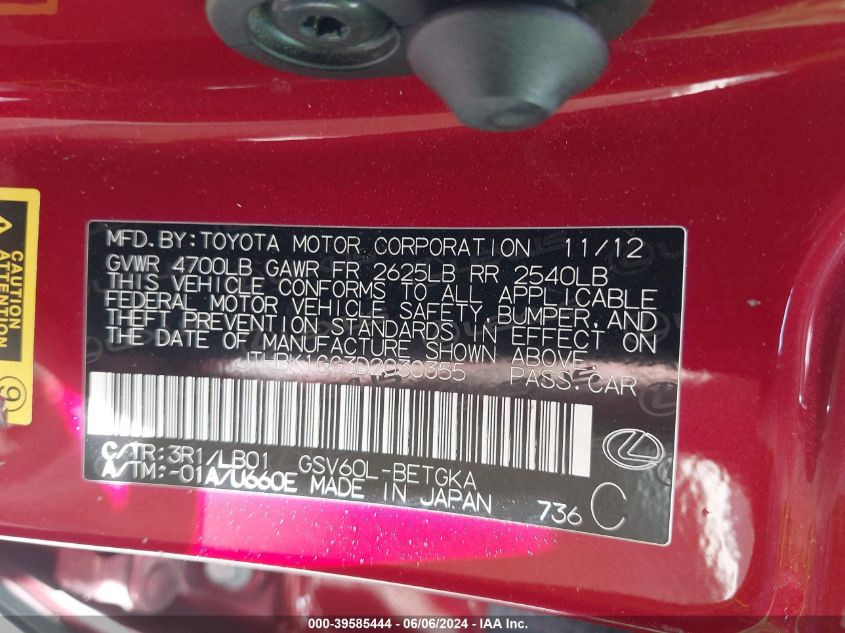 MFD.BY:TOYOTA MOTOR CORPORATION 11/12
GVWR 4700LB GAWR FR 2625LB RR 2540LB
THIS VEHICLE CONFORMS TO ALL APPLICABLE
FEDERAL MOTOR VEHICLE SAFETY,BUMPER,AND
THEFT PREVENTION STANDARDS IN EFFECT ON
THE DATE OF MANUFACTURE SHOWN ABOVE.
JTHBK1GG3D2030355 PASS.CAR
C/TR:3R1/LB01 GSV60L-BETGKA
A/TM:-01A/U660E MADE IN JAPAN
736 C
CAUTION
ATTENTION
000-39585444 - 06/06/2024 - IAA Inc.